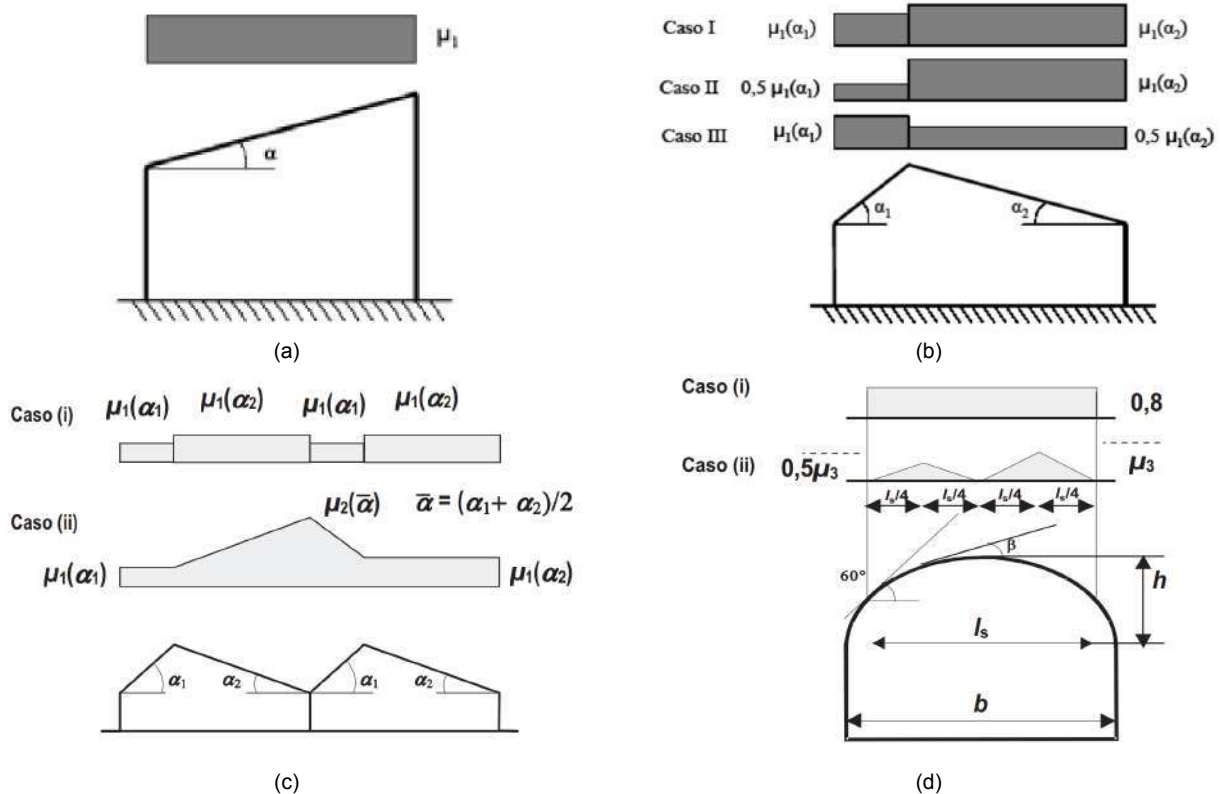 μ₁
α
(a)
Caso I μ₁(α₁) μ₁(α₂)
Caso II 0,5 μ₁(α₁) μ₁(α₂)
Caso III μ₁(α₁) 0,5 μ₁(α₂)
α₁ α₂
(b)
Caso (i) μ₁(α₁) μ₁(α₂) μ₁(α₁) μ₁(α₂)
Caso (ii) μ₂(ᾱ) ᾱ = (α₁+ α₂)/2
μ₁(α₁) μ₁(α₂)
α₁ α₂ α₁ α₂
(c)
Caso (i) 0,8
Caso (ii) 0,5μ₃ μ₃
lₛ/4 lₛ/4 lₛ/4 lₛ/4
β
60°
h
lₛ
b
(d)